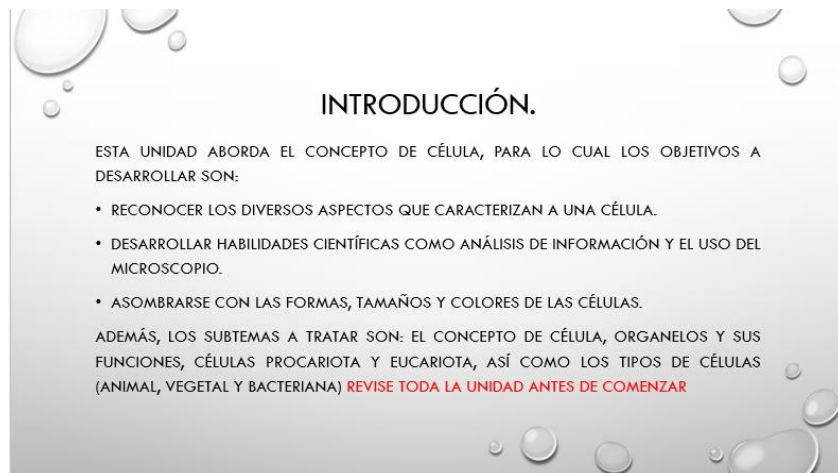 INTRODUCCIÓN.
ESTA UNIDAD ABORDA EL CONCEPTO DE CÉLULA, PARA LO CUAL LOS OBJETIVOS A
DESARROLLAR SON:
• RECONOCER LOS DIVERSOS ASPECTOS QUE CARACTERIZAN A UNA CÉLULA.
• DESARROLLAR HABILIDADES CIENTÍFICAS COMO ANÁLISIS DE INFORMACIÓN Y EL USO DEL
MICROSCOPIO.
• ASOMBRARSE CON LAS FORMAS, TAMAÑOS Y COLORES DE LAS CÉLULAS.
ADEMÁS, LOS SUBTEMAS A TRATAR SON: EL CONCEPTO DE CÉLULA, ORGANELOS Y SUS
FUNCIONES, CÉLULAS PROCARIOTA Y EUCARIOTA, ASÍ COMO LOS TIPOS DE CÉLULAS
(ANIMAL, VEGETAL Y BACTERIANA) REVISE TODA LA UNIDAD ANTES DE COMENZAR